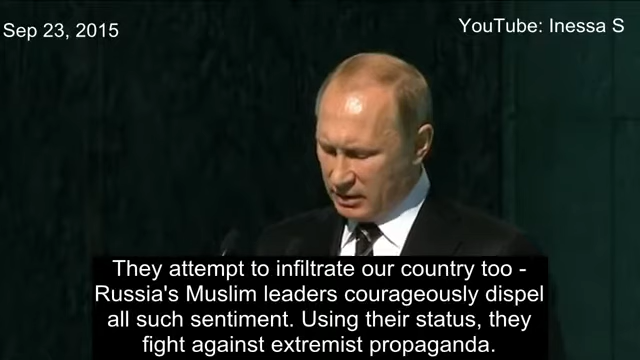 Sep 23, 2015
YouTube: Inessa S
They attempt to infiltrate our country too -
Russia's Muslim leaders courageously dispel
all such sentiment. Using their status, they
fight against extremist propaganda.